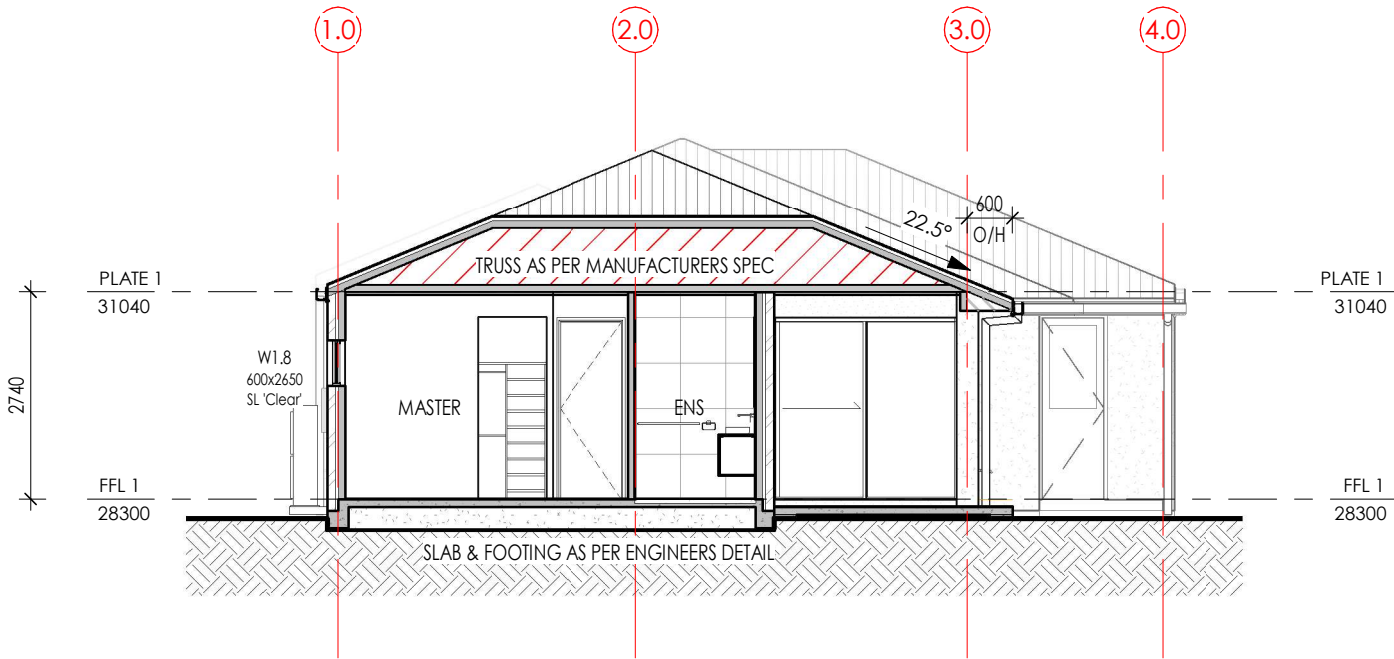 1.0
2.0
3.0
4.0
600
O/H
22.5°
TRUSS AS PER MANUFACTURERS SPEC
PLATE 1
31040
PLATE 1
31040
2740
W1.8
600x2650
SL 'Clear'
MASTER
ENS
FFL 1
28300
FFL 1
28300
SLAB & FOOTING AS PER ENGINEERS DETAIL